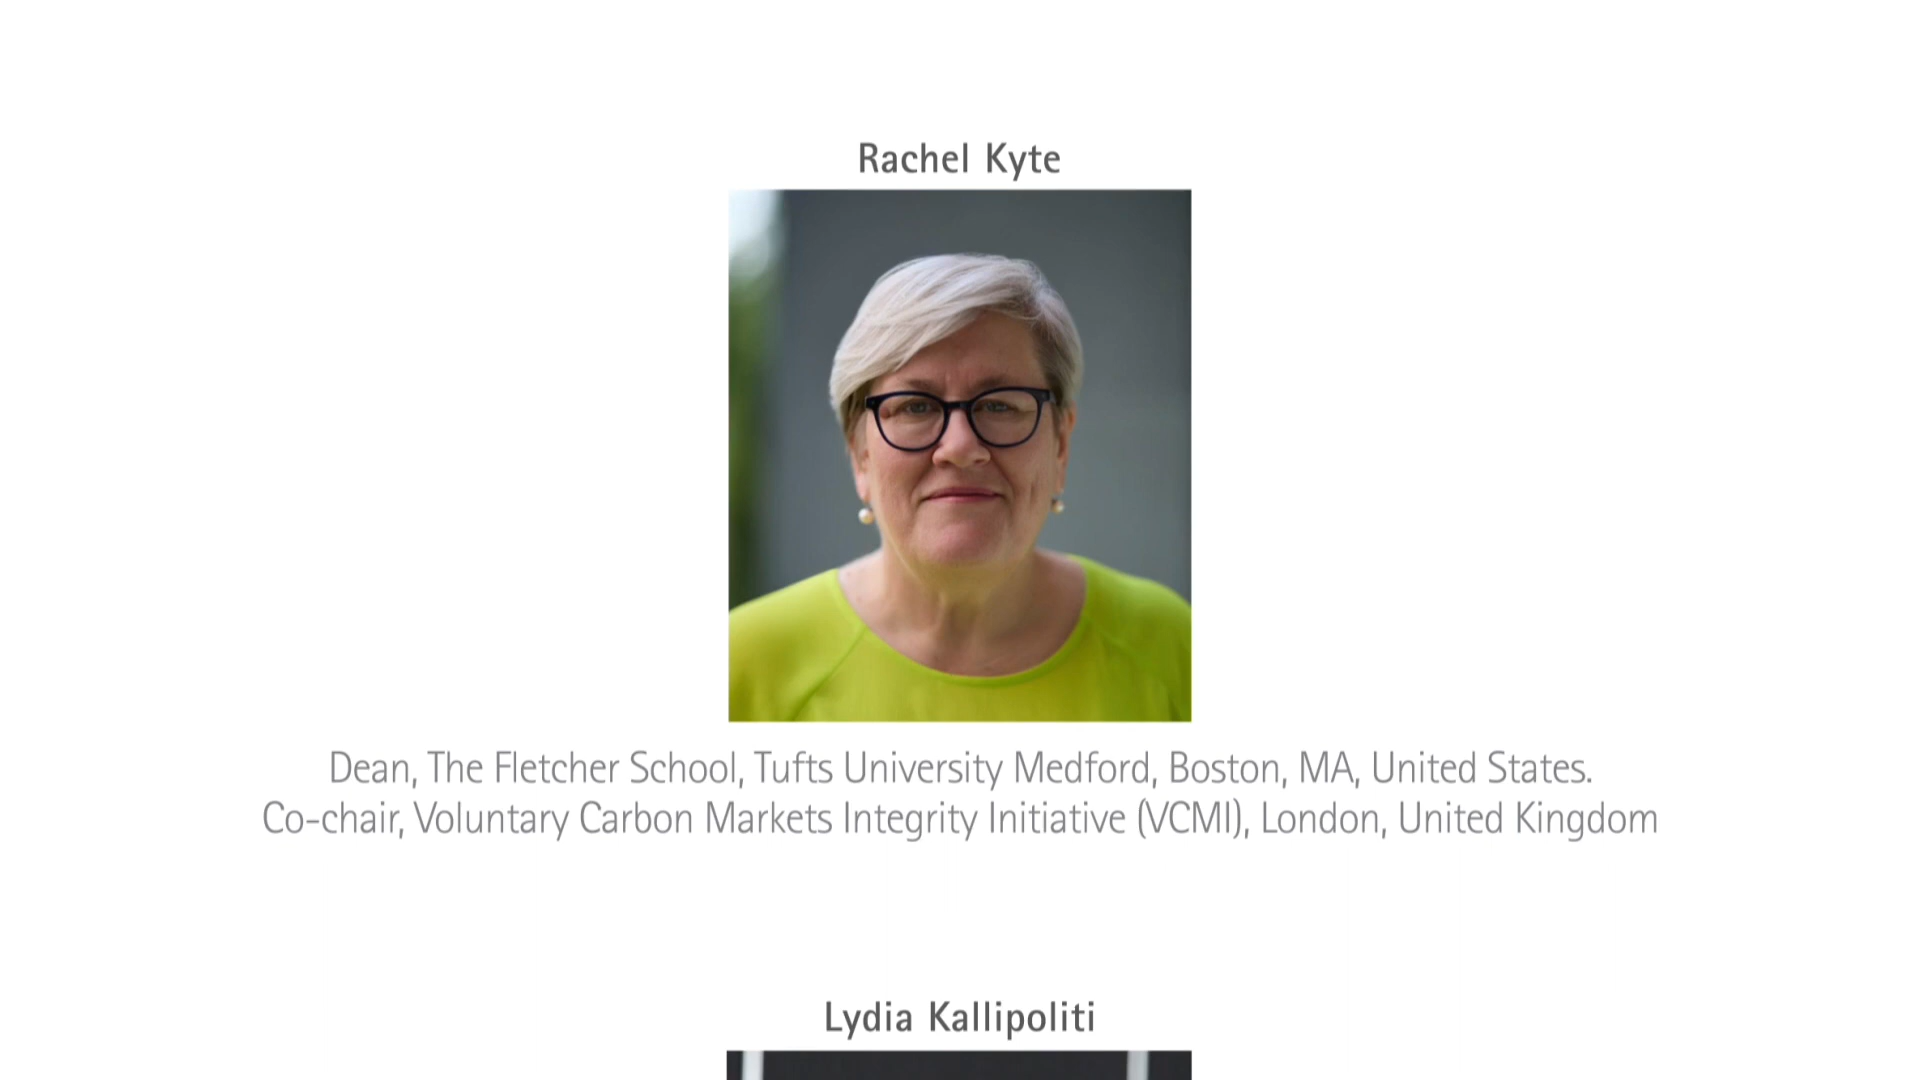 Rachel Kyte
Dean, The Fletcher School, Tufts University Medford, Boston, MA, United States.
Co-chair, Voluntary Carbon Markets Integrity Initiative (VCMI), London, United Kingdom
Lydia Kallipoliti